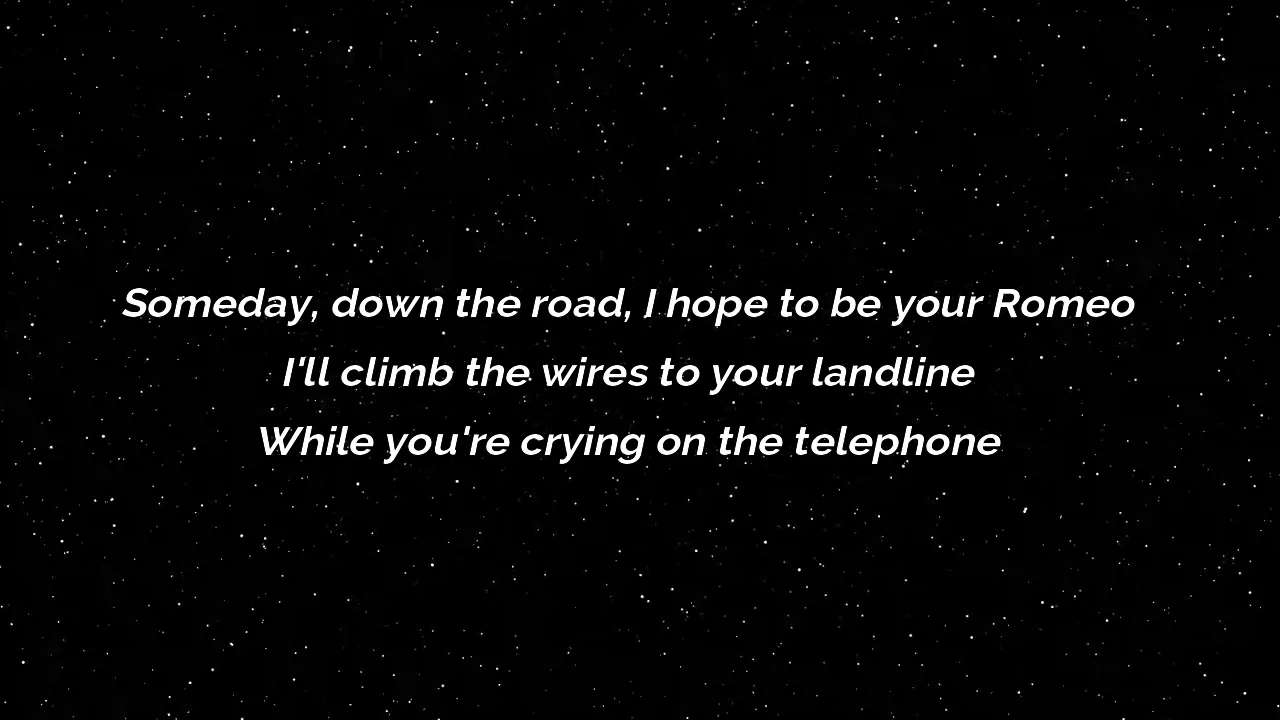 Someday, down the road, I hope to be your Romeo
I'll climb the wires to your landline
While you're crying on the telephone